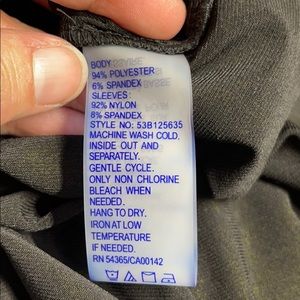 BODY:
94% POLYESTER
6% SPANDEX
SLEEVES:
92% NYLON
8% SPANDEX
STYLE NO: 53B125635
MACHINE WASH COLD.
INSIDE OUT AND
SEPARATELY.
GENTLE CYCLE.
ONLY NON CHLORINE
BLEACH WHEN
NEEDED.
HANG TO DRY.
IRON AT LOW
TEMPERATURE
IF NEEDED.
RN 54365/CA00142